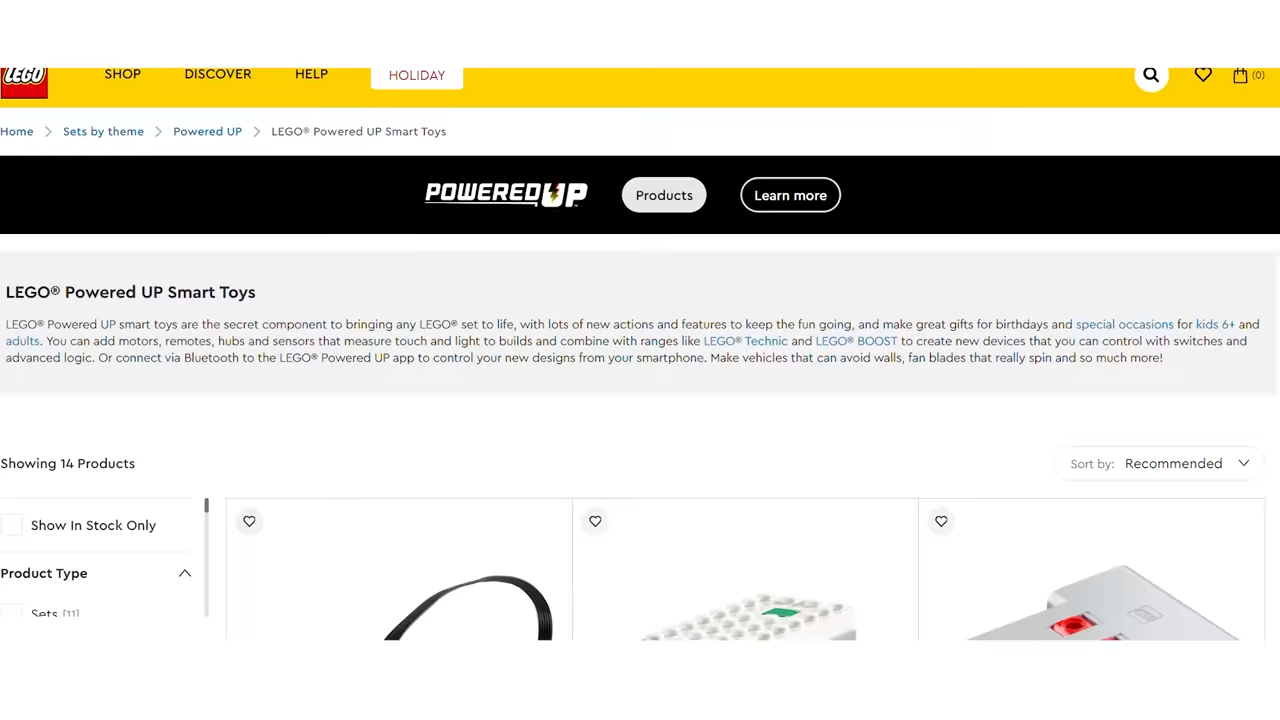 LEGO
SHOP DISCOVER HELP HOLIDAY (0)
Home Sets by theme Powered UP LEGO® Powered UP Smart Toys
POWERED UP Products Learn more
LEGO® Powered UP Smart Toys
LEGO® Powered UP smart toys are the secret component to bringing any LEGO® set to life, with lots of new actions and features to keep the fun going, and make great gifts for birthdays and special occasions for kids 6+ and
adults. You can add motors, remotes, hubs and sensors that measure touch and light to builds and combine with ranges like LEGO® Technic and LEGO® BOOST to create new devices that you can control with switches and
advanced logic. Or connect via Bluetooth to the LEGO® Powered UP app to control your new designs from your smartphone. Make vehicles that can avoid walls, fan blades that really spin and so much more!
Showing 14 Products
Sort by: Recommended
Show In Stock Only
Product Type
Sets [11]